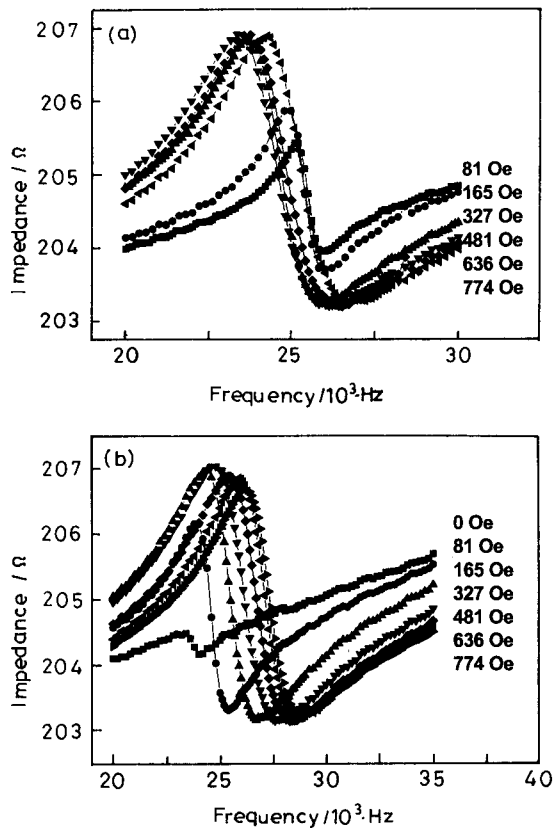 (a)
207
206
205
204
203
Impedance / Ω
81 Oe
165 Oe
327 Oe
481 Oe
636 Oe
774 Oe
20 25 30
Frequency /10³·Hz
(b)
207
206
205
204
203
Impedance / Ω
0 Oe
81 Oe
165 Oe
327 Oe
481 Oe
636 Oe
774 Oe
20 25 30 35 40
Frequency /10³·Hz